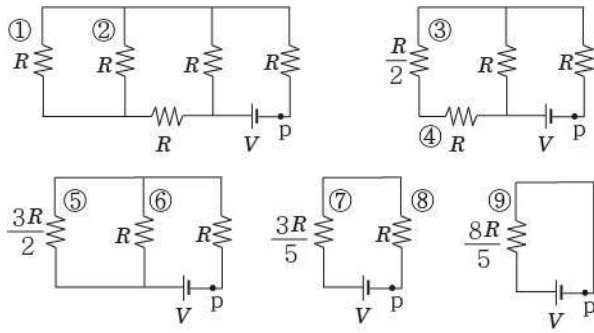 ① ② ③
R R R R R/2 R R
R V p ④ R V p
⑤ ⑥ ⑦ ⑧ ⑨
3R/2 R R 3R/5 R 8R/5
V p V p V p